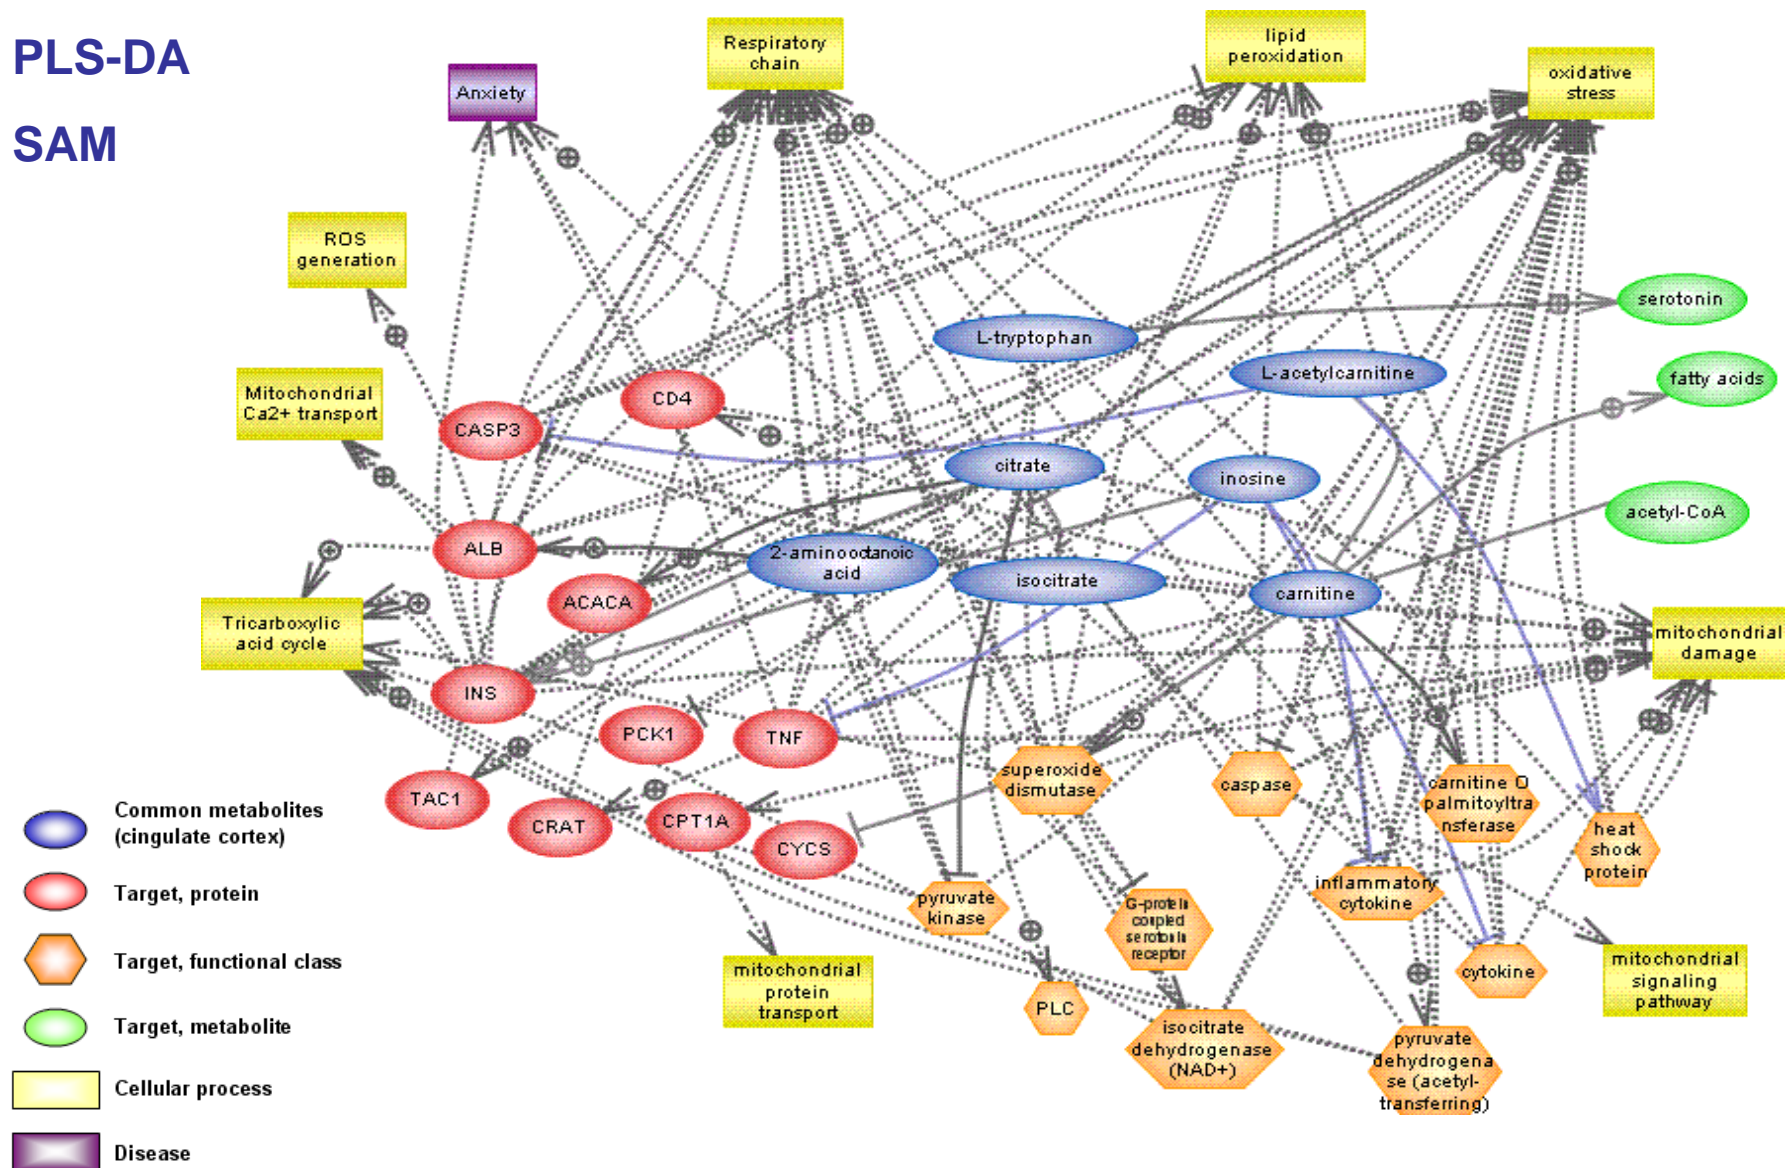 PLS-DA
SAM
Anxiety
Respiratory
chain
lipid
peroxidation
oxidative
stress
ROS
generation
Mitochondrial
Ca2+ transport
Tricarboxylic
acid cycle
CASP3
CD4
ALB
ACACA
INS
PCK1
TNF
TAC1
CRAT
CPT1A
CYCS
L-tryptophan
L-acetylcarnitine
citrate
inosine
2-aminooctanoic
acid
isocitrate
carnitine
serotonin
fatty acids
acetyl-CoA
mitochondrial
damage
superoxide
dismutase
caspase
carnitine O
palmitoyltra
nsferase
heat
shock
protein
inflammatory
cytokine
cytokine
pyruvate
kinase
G-protein
coupled
serotonin
receptor
PLC
isocitrate
dehydrogenase
(NAD+)
pyruvate
dehydrogena
se (acetyl-
transferring)
mitochondrial
protein
transport
mitochondrial
signaling
pathway
Common metabolites
(cingulate cortex)
Target, protein
Target, functional class
Target, metabolite
Cellular process
Disease